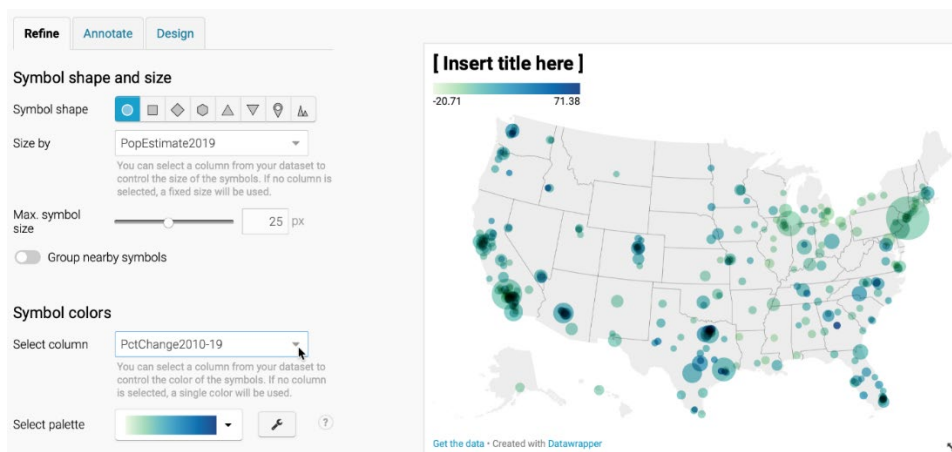 Refine
Annotate
Design
Symbol shape and size
Symbol shape
Size by
PopEstimate2019
You can select a column from your dataset to
control the size of the symbols. If no column is
selected, a fixed size will be used.
Max. symbol
size
25 px
Group nearby symbols
Symbol colors
Select column
PctChange2010-19
You can select a column from your dataset to
control the color of the symbols. If no column
is selected, a single color will be used.
Select palette
?
[ Insert title here ]
-20.71
71.38
Get the data • Created with Datawrapper